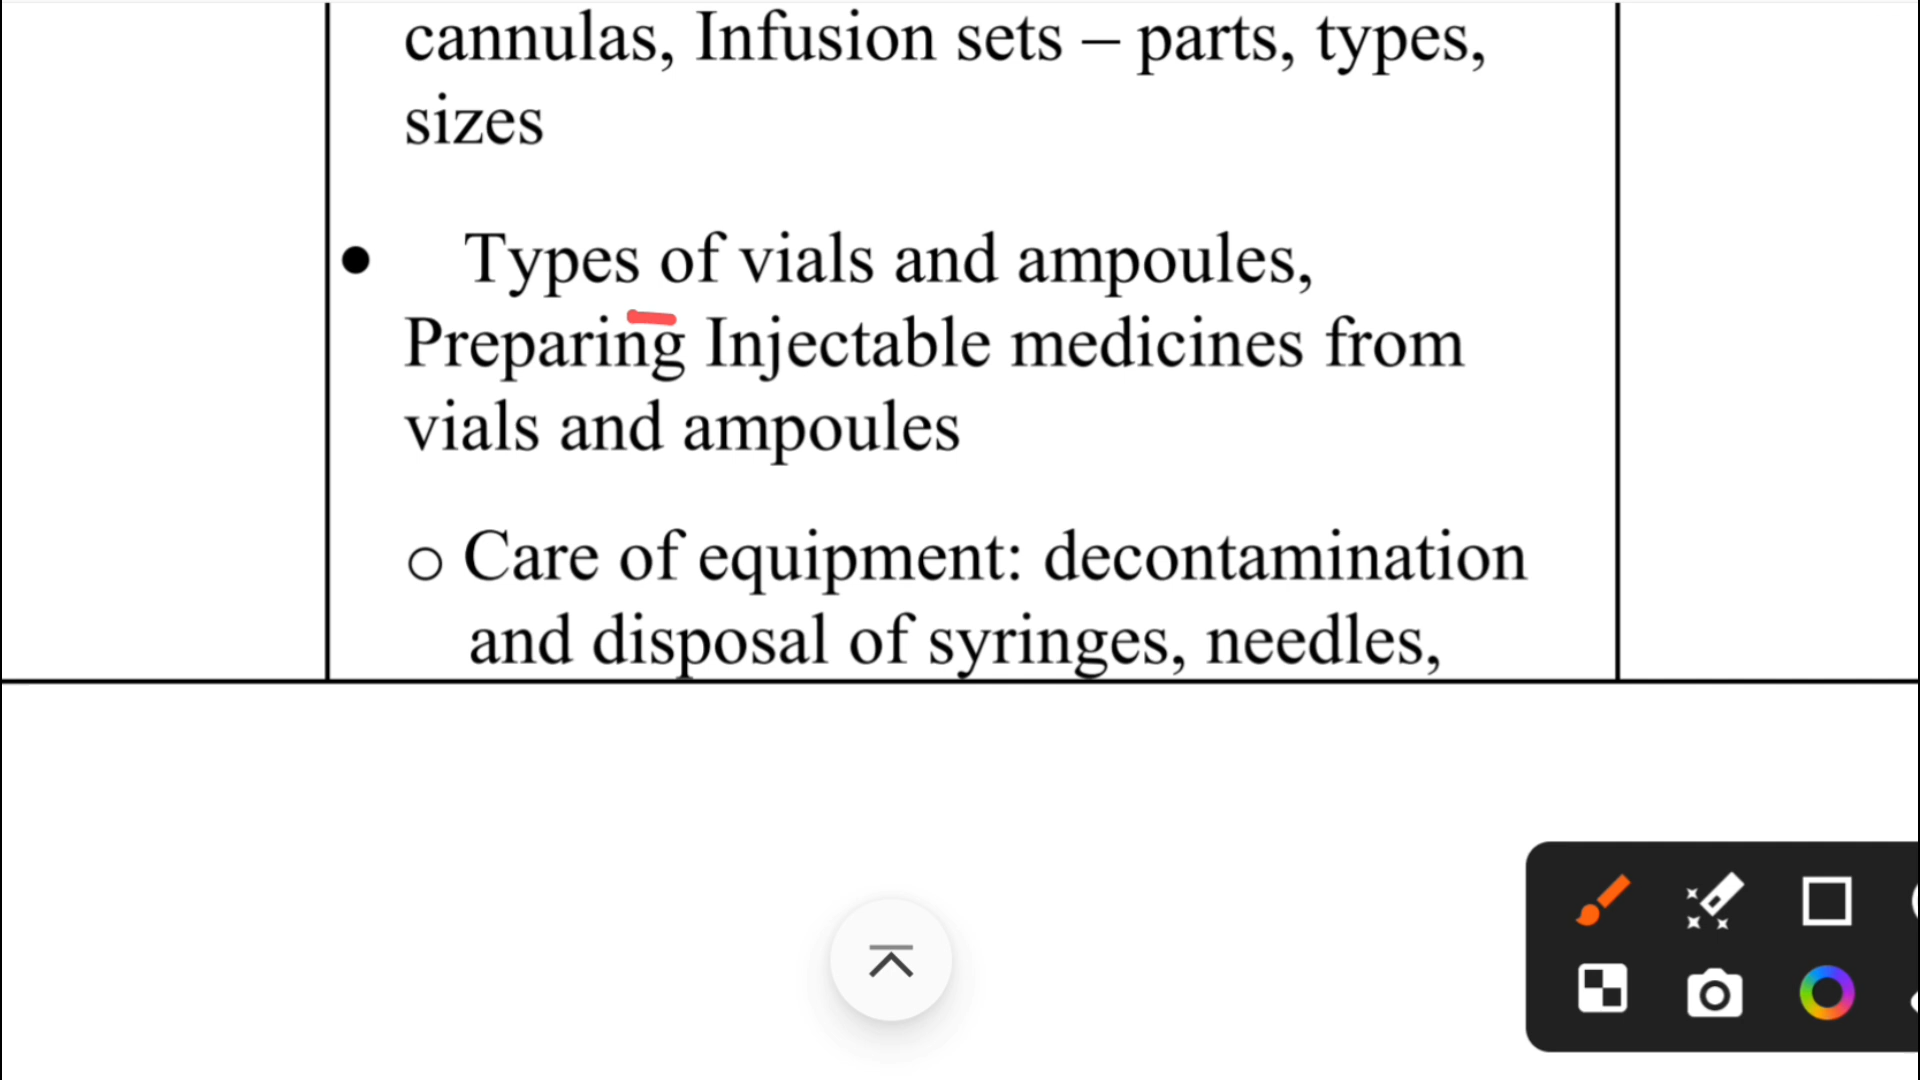 cannulas, Infusion sets – parts, types,
sizes
● Types of vials and ampoules,
Preparing Injectable medicines from
vials and ampoules
o Care of equipment: decontamination
and disposal of syringes, needles,